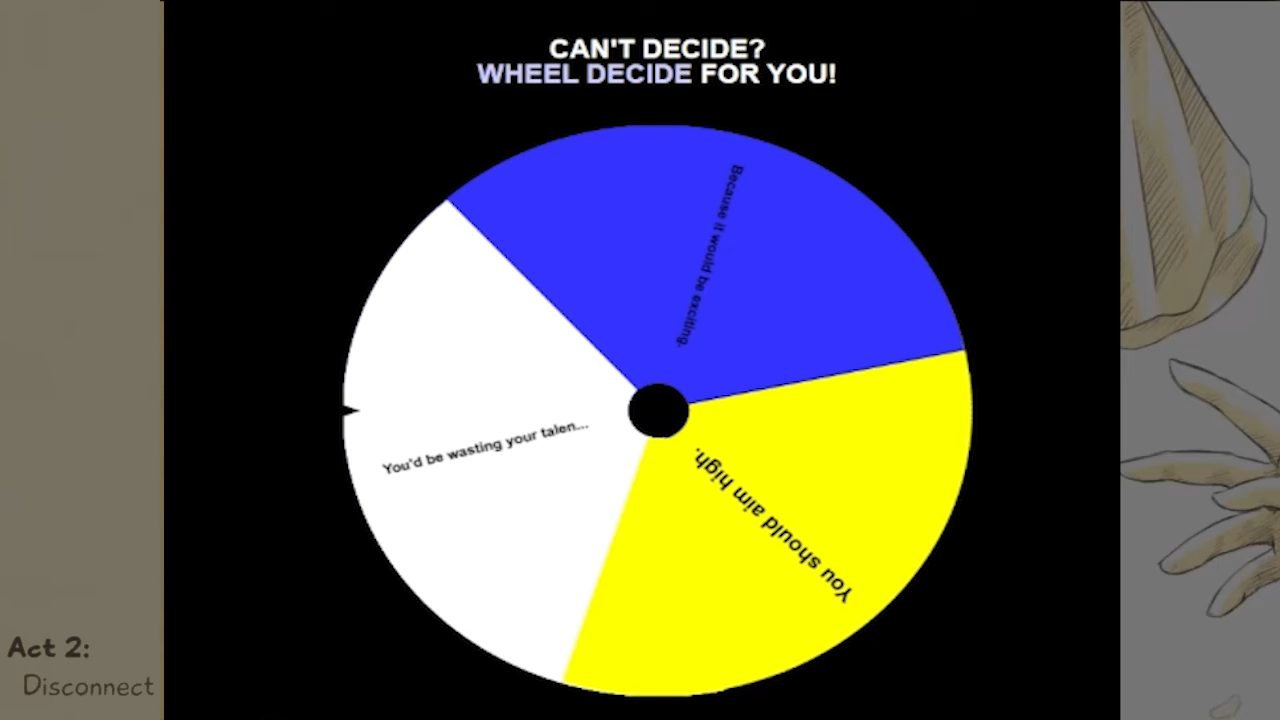 CAN'T DECIDE?
WHEEL DECIDE FOR YOU!
Because it would be exciting.
You'd be wasting your talen...
You should aim high.
Act 2:
Disconnect